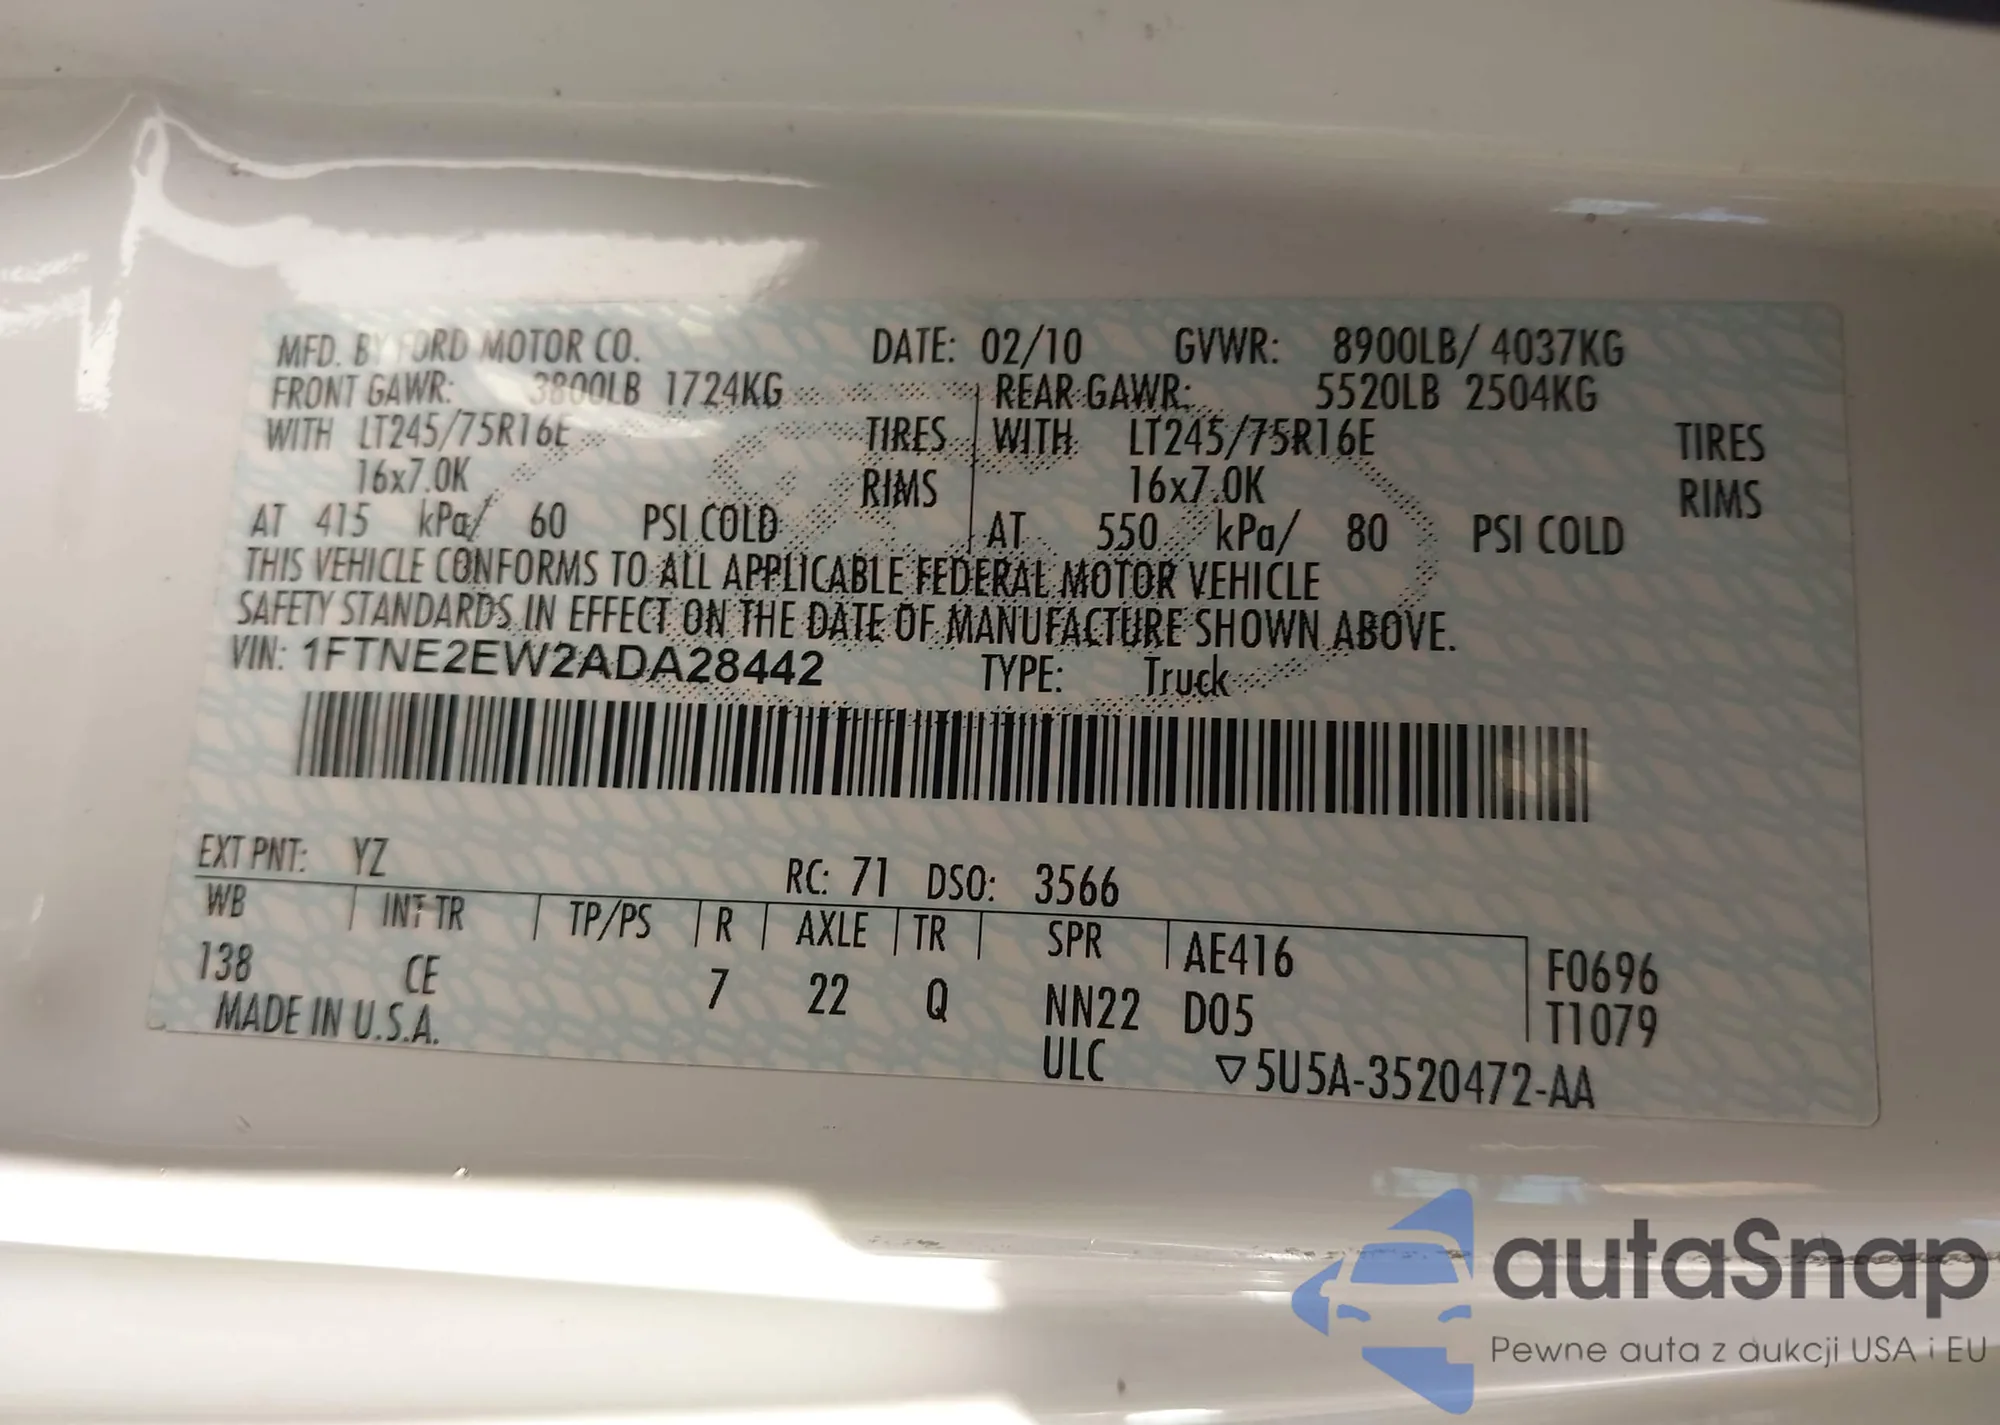 MFD. BY FORD MOTOR CO. DATE: 02/10 GVWR: 8900LB/ 4037KG
FRONT GAWR: 3800LB 1724KG REAR GAWR: 5520LB 2504KG
WITH LT245/75R16E TIRES WITH LT245/75R16E TIRES
16x7.0K RIMS 16x7.0K RIMS
AT 415 kPa/ 60 PSI COLD AT 550 kPa/ 80 PSI COLD
THIS VEHICLE CONFORMS TO ALL APPLICABLE FEDERAL MOTOR VEHICLE
SAFETY STANDARDS IN EFFECT ON THE DATE OF MANUFACTURE SHOWN ABOVE.
VIN: 1FTNE2EW2ADA28442 TYPE: Truck
EXT PNT: YZ RC: 71 DSO: 3566
WB INT TR TP/PS R AXLE TR SPR AE416 F0696
138 CE 7 22 Q NN22 D05 T1079
MADE IN U.S.A. ULC ▽5U5A-3520472-AA
autaSnap
Pewne auta z aukcji USA i EU